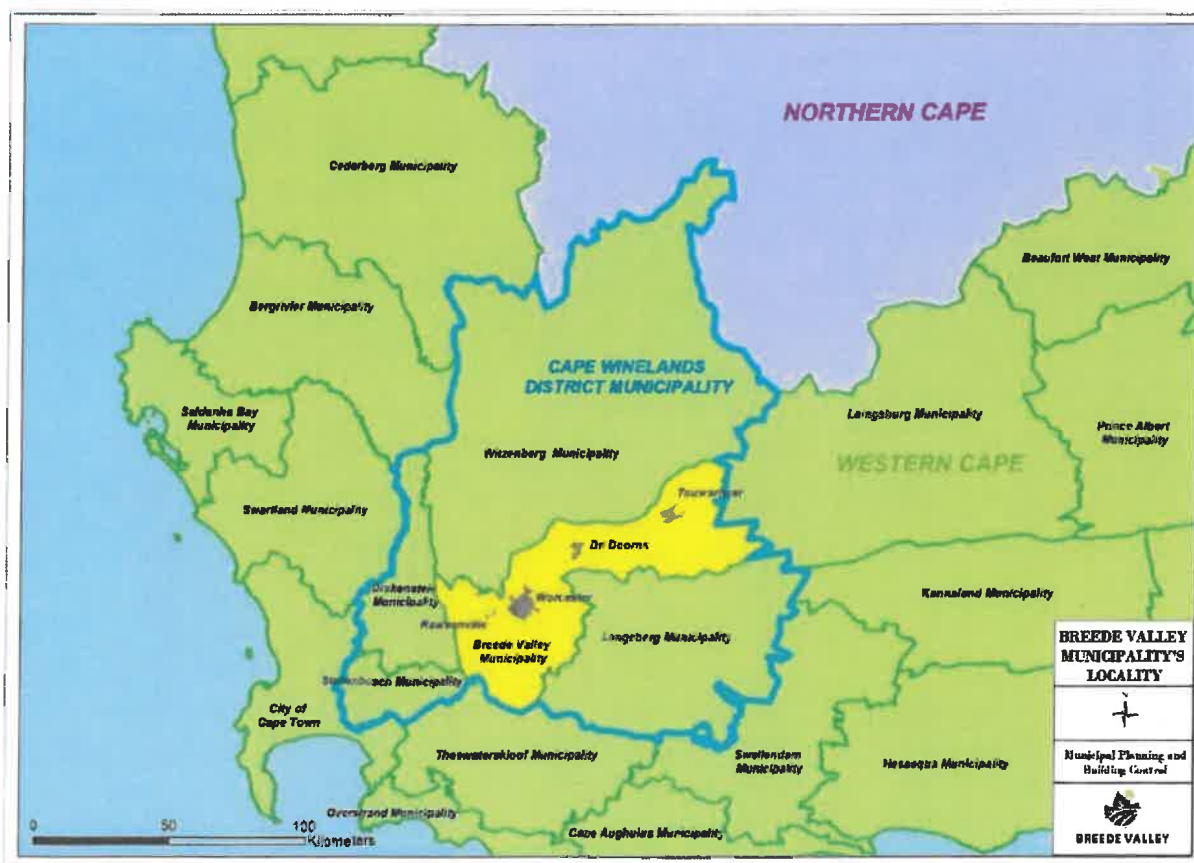 NORTHERN CAPE
Cederberg Municipality
Beaufort West Municipality
Bergrivier Municipality
CAPE WINELANDS
DISTRICT MUNICIPALITY
Saldanha Bay
Municipality
Laingsburg Municipality
Prince Albert
Municipality
Witzenberg Municipality
WESTERN CAPE
Touwsrivier
Swartland Municipality
De Doorns
Drakenstein
Municipality
Worcester
Kannaland Municipality
Rawsonville
Breede Valley
Municipality
Langeberg Municipality
BREEDE VALLEY
MUNICIPALITY'S
LOCALITY
Stellenbosch Municipality
City of
Cape Town
Theewaterskloof Municipality
Swellendam
Municipality
Hessequa Municipality
Municipal Planning and
Building Control
Overstrand Municipality
Cape Aughulas Municipality
0 50 100
Kilometers
BREEDE VALLEY